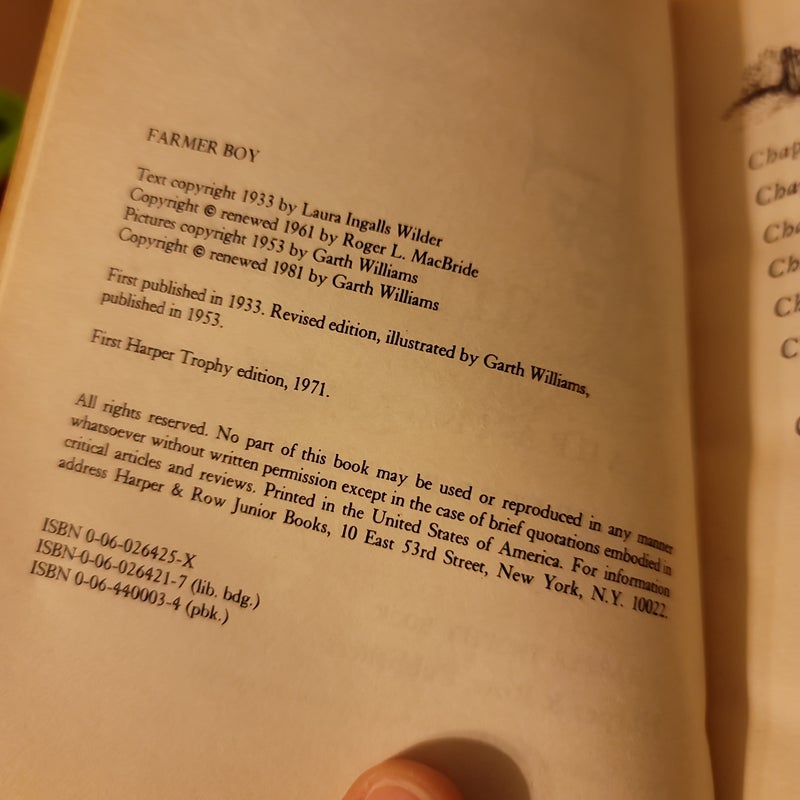 FARMER BOY
Text copyright 1933 by Laura Ingalls Wilder
Copyright © renewed 1961 by Roger L. MacBride
Pictures copyright 1953 by Garth Williams
Copyright © renewed 1981 by Garth Williams
First published in 1933. Revised edition, illustrated by Garth Williams,
published in 1953.
First Harper Trophy edition, 1971.
All rights reserved. No part of this book may be used or reproduced in any manner
whatsoever without written permission except in the case of brief quotations embodied in
critical articles and reviews. Printed in the United States of America. For information
address Harper & Row Junior Books, 10 East 53rd Street, New York, N.Y. 10022.
ISBN 0-06-026425-X
ISBN-0-06-026421-7 (lib. bdg.)
ISBN 0-06-440003-4 (pbk.)